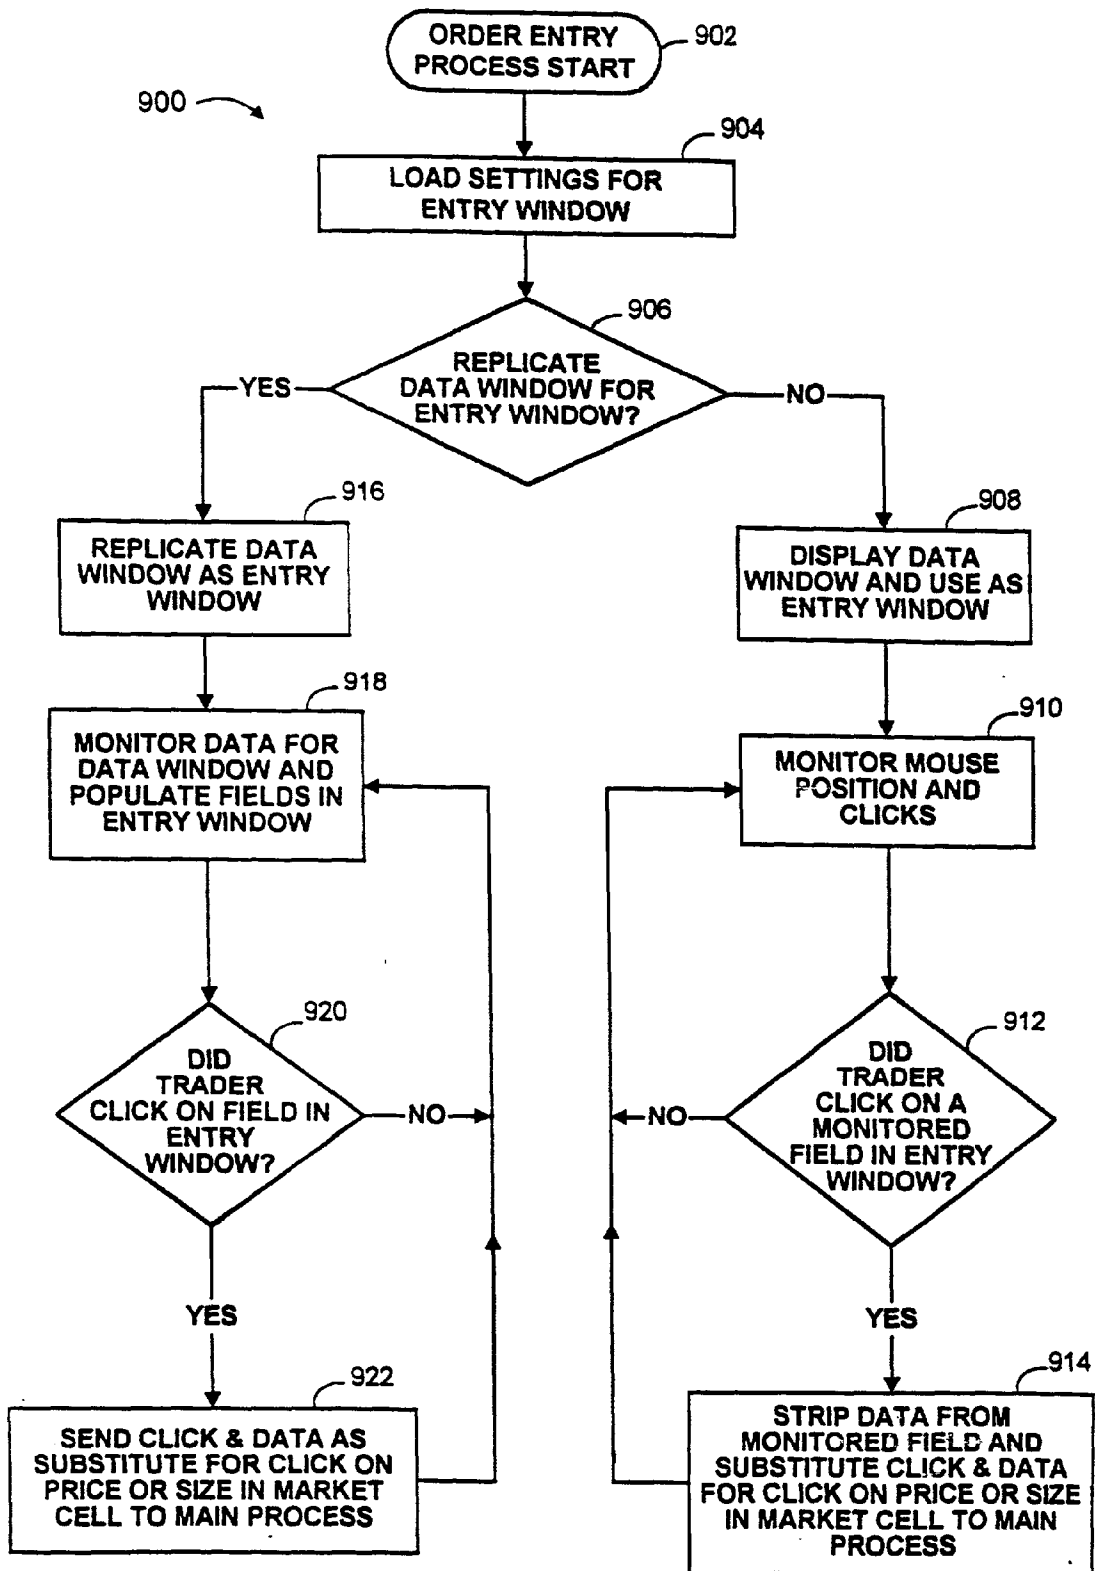 ORDER ENTRY
PROCESS START
902
900
904
LOAD SETTINGS FOR
ENTRY WINDOW
906
REPLICATE
DATA WINDOW FOR
ENTRY WINDOW?
YES
NO
916
REPLICATE DATA
WINDOW AS ENTRY
WINDOW
908
DISPLAY DATA
WINDOW AND USE AS
ENTRY WINDOW
918
MONITOR DATA FOR
DATA WINDOW AND
POPULATE FIELDS IN
ENTRY WINDOW
910
MONITOR MOUSE
POSITION AND
CLICKS
920
DID
TRADER
CLICK ON FIELD IN
ENTRY
WINDOW?
NO
912
DID
TRADER
CLICK ON A
MONITORED
FIELD IN ENTRY
WINDOW?
NO
YES
YES
922
SEND CLICK & DATA AS
SUBSTITUTE FOR CLICK ON
PRICE OR SIZE IN MARKET
CELL TO MAIN PROCESS
914
STRIP DATA FROM
MONITORED FIELD AND
SUBSTITUTE CLICK & DATA
FOR CLICK ON PRICE OR SIZE
IN MARKET CELL TO MAIN
PROCESS